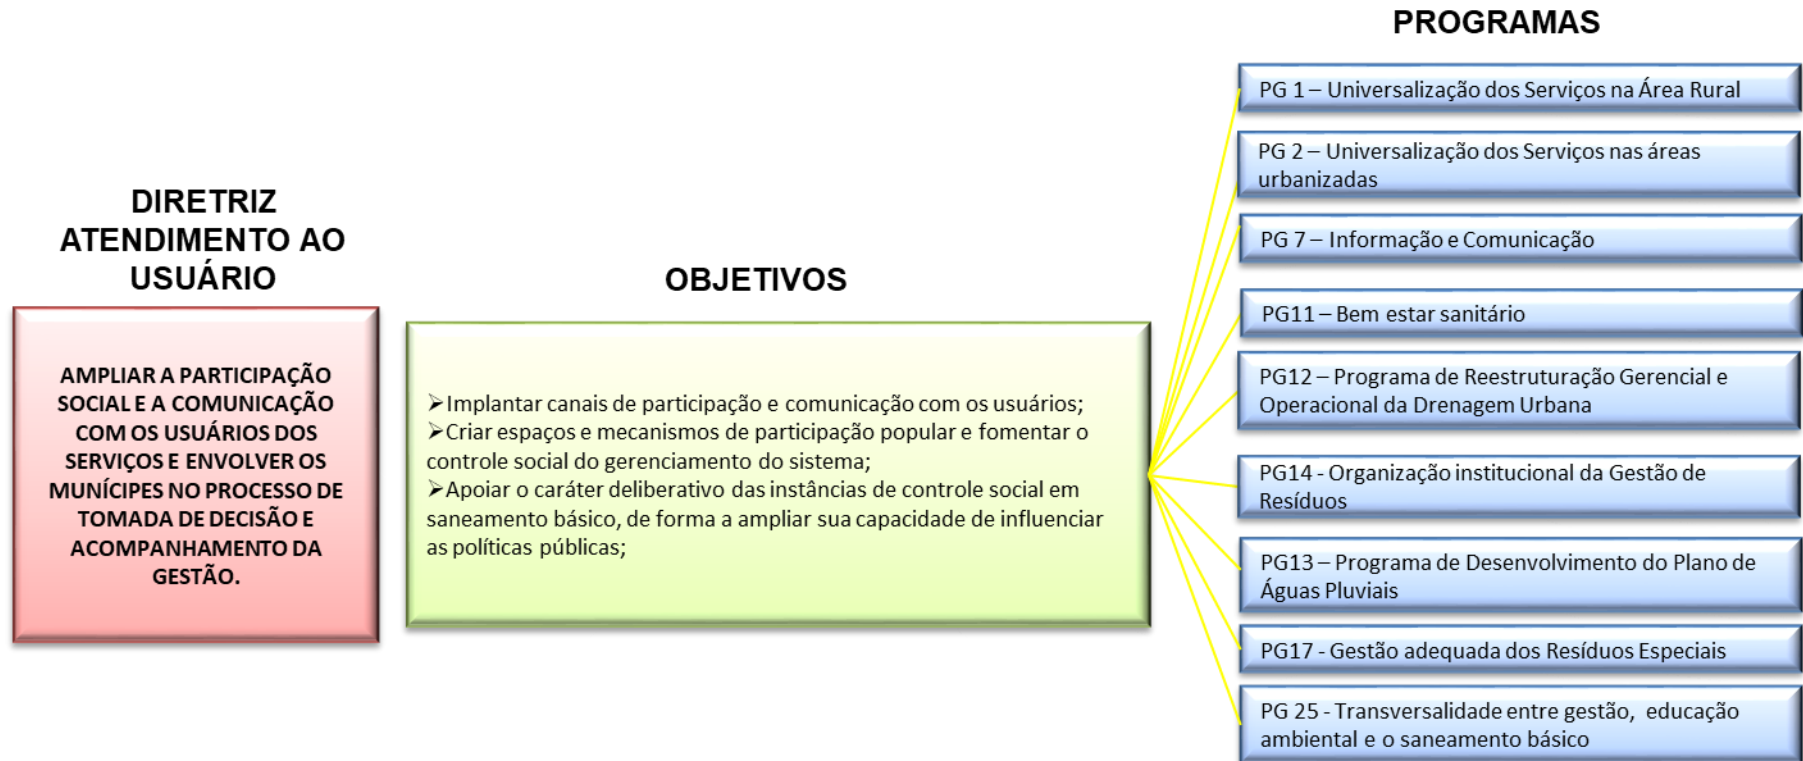 DIRETRIZ
ATENDIMENTO AO
USUÁRIO
AMPLIAR A PARTICIPAÇÃO
SOCIAL E A COMUNICAÇÃO
COM OS USUÁRIOS DOS
SERVIÇOS E ENVOLVER OS
MUNÍCIPES NO PROCESSO DE
TOMADA DE DECISÃO E
ACOMPANHAMENTO DA
GESTÃO.
OBJETIVOS
➢Implantar canais de participação e comunicação com os usuários;
➢Criar espaços e mecanismos de participação popular e fomentar o
controle social do gerenciamento do sistema;
➢Apoiar o caráter deliberativo das instâncias de controle social em
saneamento básico, de forma a ampliar sua capacidade de influenciar
as políticas públicas;
PROGRAMAS
PG 1 – Universalização dos Serviços na Área Rural
PG 2 – Universalização dos Serviços nas áreas
urbanizadas
PG 7 – Informação e Comunicação
PG11 – Bem estar sanitário
PG12 – Programa de Reestruturação Gerencial e
Operacional da Drenagem Urbana
PG14 - Organização institucional da Gestão de
Resíduos
PG13 – Programa de Desenvolvimento do Plano de
Águas Pluviais
PG17 - Gestão adequada dos Resíduos Especiais
PG 25 - Transversalidade entre gestão, educação
ambiental e o saneamento básico